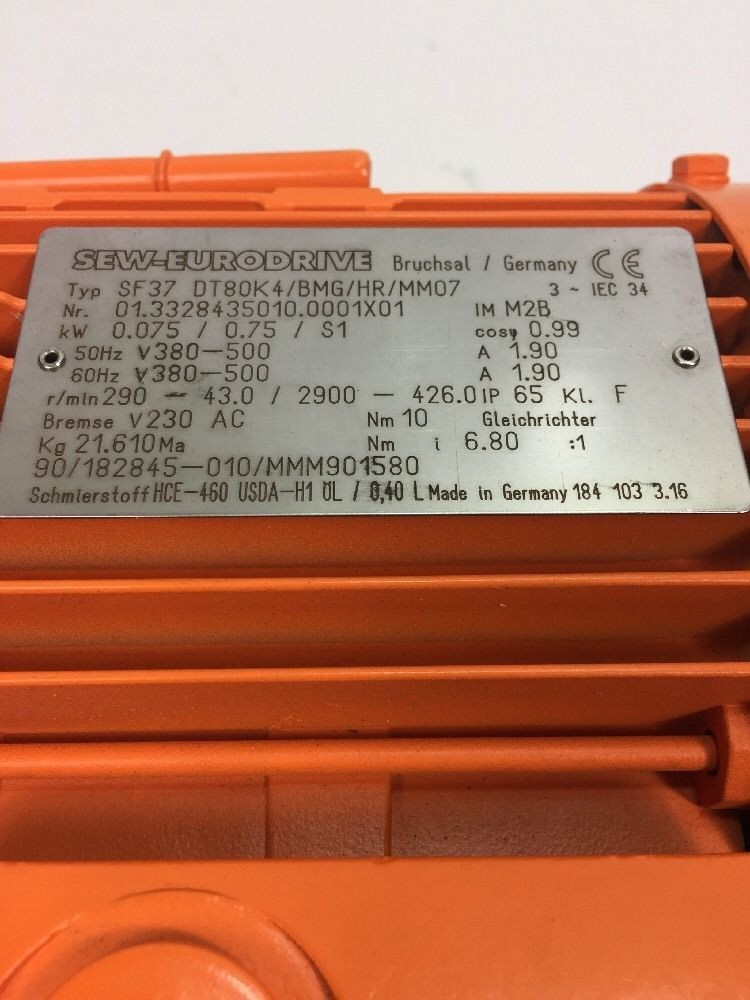 SEW-EURODRIVE Bruchsal / Germany CE
Typ SF37 DT80K4/BMG/HR/MM07 3 ~ IEC 34
Nr. 01.3328435010.0001X01 IM M2B
kW 0.075 / 0.75 / S1 cosφ 0.99
50Hz V380-500 A 1.90
60Hz V380-500 A 1.90
r/min 290 - 43.0 / 2900 - 426.0 IP 65 Kl. F
Bremse V230 AC Nm 10 Gleichrichter
Kg 21.610 Ma Nm i 6.80 :1
90/182845-010/MMM901580
Schmierstoff HCE-460 USDA-H1 ÖL / 0,40 L Made in Germany 184 103 3.16